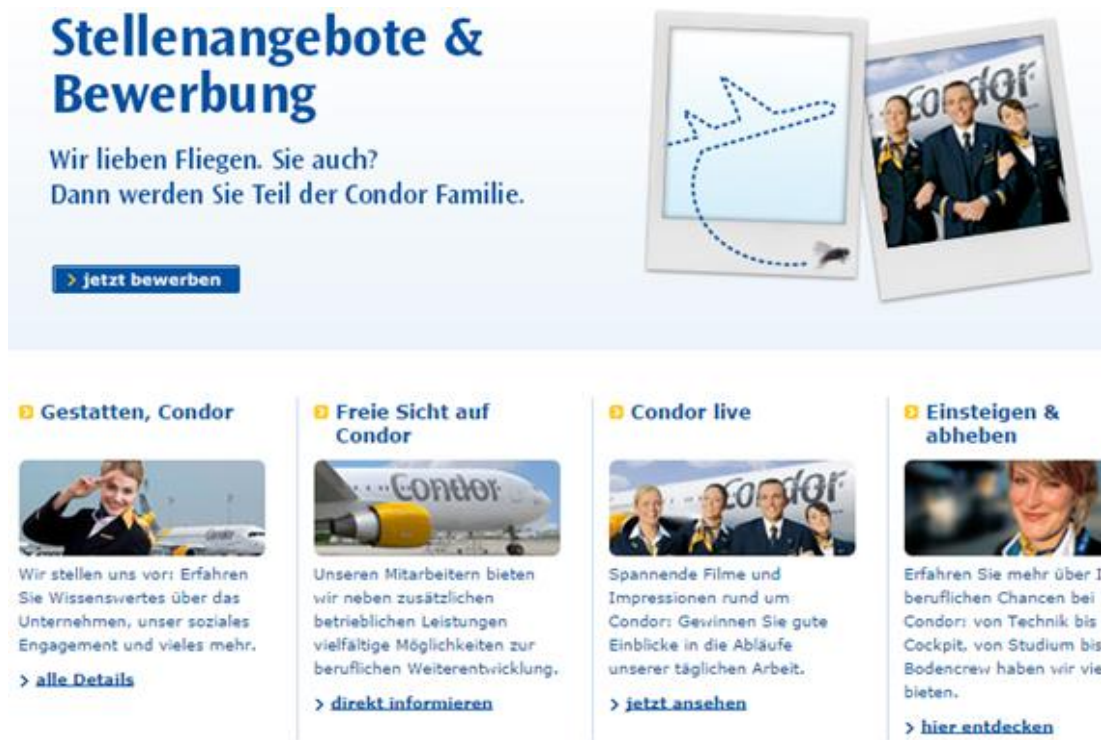 Stellenangebote &
Bewerbung
Wir lieben Fliegen. Sie auch?
Dann werden Sie Teil der Condor Familie.
> jetzt bewerben
Condor
Gestatten, Condor
Wir stellen uns vor: Erfahren
Sie Wissenswertes über das
Unternehmen, unser soziales
Engagement und vieles mehr.
> alle Details
Freie Sicht auf
Condor
Condor
Unseren Mitarbeitern bieten
wir neben zusätzlichen
betrieblichen Leistungen
vielfältige Möglichkeiten zur
beruflichen Weiterentwicklung.
> direkt informieren
Condor live
Condor
Spannende Filme und
Impressionen rund um
Condor: Gewinnen Sie gute
Einblicke in die Abläufe
unserer täglichen Arbeit.
> jetzt ansehen
Einsteigen &
abheben
Erfahren Sie mehr über
beruflichen Chancen bei
Condor: von Technik bis
Cockpit, von Studium bis
Bodencrew haben wir
bieten.
> hier entdecken